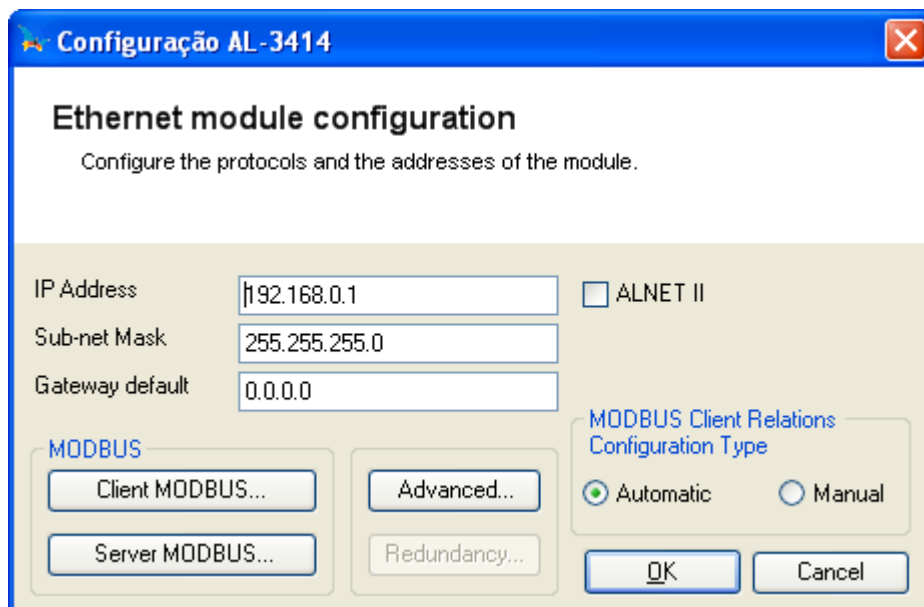 Configuração AL-3414
Ethernet module configuration
Configure the protocols and the addresses of the module.
IP Address
192.168.0.1
ALNET II
Sub-net Mask
255.255.255.0
Gateway default
0.0.0.0
MODBUS Client Relations
Configuration Type
Automatic
Manual
MODBUS
Client MODBUS...
Server MODBUS...
Advanced...
Redundancy...
OK
Cancel